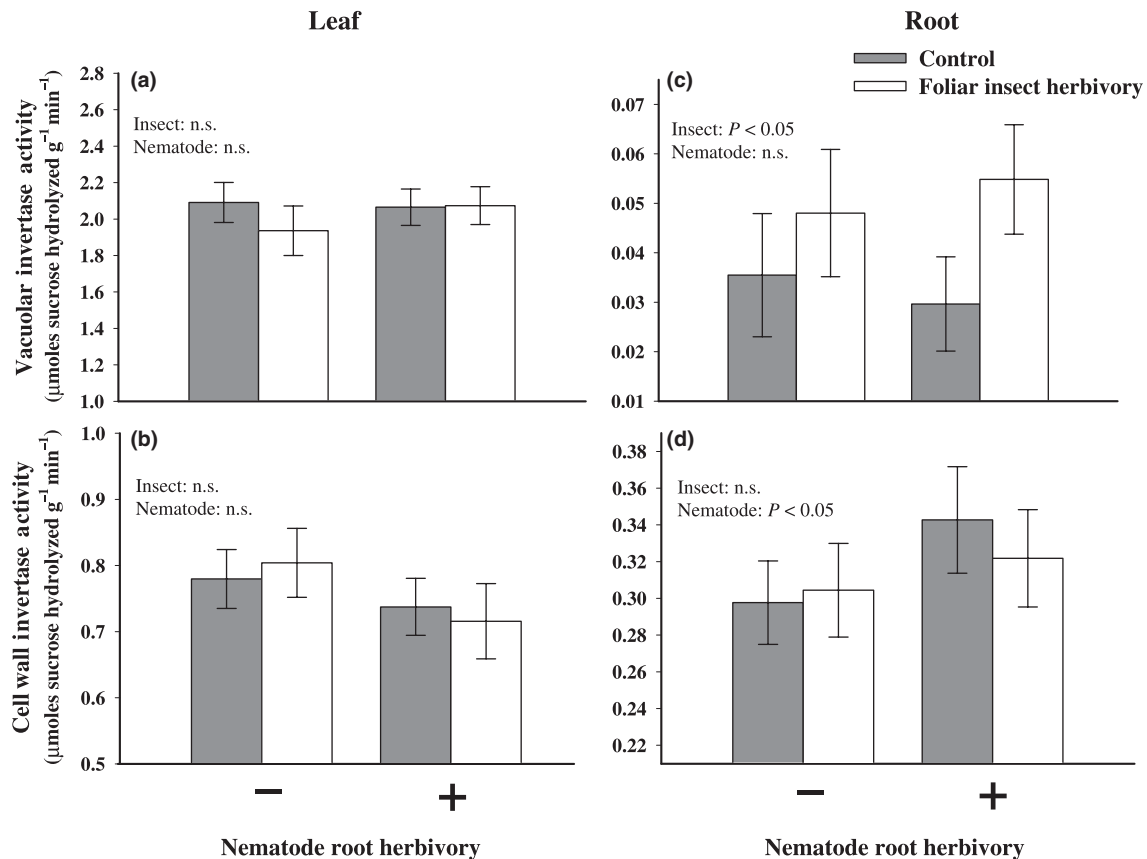 Leaf
Root
Control
Foliar insect herbivory
Vacuolar invertase activity
(μmoles sucrose hydrolyzed g⁻¹ min⁻¹)
(a)
Insect: n.s.
Nematode: n.s.
2.8
2.6
2.4
2.2
2.0
1.8
1.6
1.4
1.2
1.0
(c)
Insect: P < 0.05
Nematode: n.s.
0.07
0.06
0.05
0.04
0.03
0.02
0.01
Cell wall invertase activity
(μmoles sucrose hydrolyzed g⁻¹ min⁻¹)
(b)
Insect: n.s.
Nematode: n.s.
1.0
0.9
0.8
0.7
0.6
0.5
(d)
Insect: n.s.
Nematode: P < 0.05
0.38
0.36
0.34
0.32
0.30
0.28
0.26
0.24
0.22
− +
− +
Nematode root herbivory
Nematode root herbivory